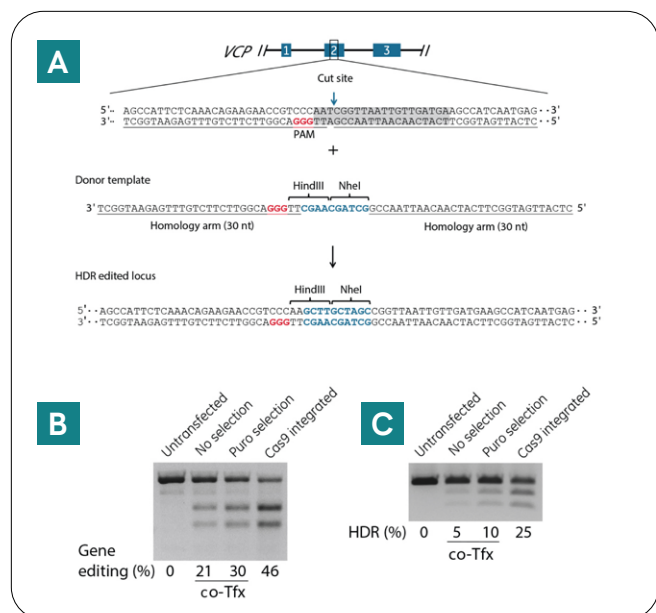 A
VCP // 1 2 3 //
Cut site
5'·· AGCCATTCTCAAACAGAAGAACCGTCCCAATCGGTTAATTGTTGATGAAGCCATCAATGAG ·· 3'
3'·· TCGGTAAGAGTTTGTCTTCTTGGCAGGGTTAGCCAATTAACAACTACTTCGGTAGTTACTC ·· 5'
PAM
+
Donor template
HindIII NheI
3' TCGGTAAGAGTTTGTCTTCTTGGCAGGGTTCGAACGATCGGCCAATTAACAACTACTTCGGTAGTTACTC 5'
Homology arm (30 nt) Homology arm (30 nt)
HDR edited locus
HindIII NheI
5'·· AGCCATTCTCAAACAGAAGAACCGTCCCAAGCTTGCTAGCCGGTTAATTGTTGATGAAGCCATCAATGAG ·· 3'
3'·· TCGGTAAGAGTTTGTCTTCTTGGCAGGGTTCGAACGATCGGCCAATTAACAACTACTTCGGTAGTTACTC ·· 5'
B
Untransfected
No selection
Puro selection
Cas9 integrated
Gene
editing (%) 0 21 30 46
co-Tfx
C
Untransfected
No selection
Puro selection
Cas9 integrated
HDR (%) 0 5 10 25
co-Tfx